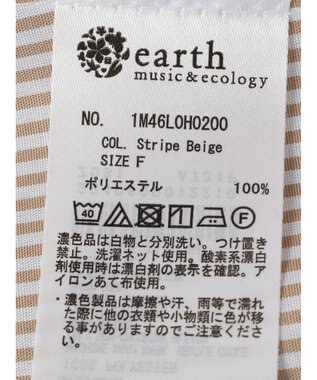 earth
music&ecology
NO. 1M46L0H0200
COL. Stripe Beige
SIZE F
ポリエステル 100%
40
濃色品は白物と分別洗い。つけ置き
禁止。洗濯ネット使用。酸素系漂白
剤使用時は漂白剤の表示を確認。ア
イロンあて布使用。
・濃色製品は摩擦や汗、雨等で濡れ
た際に他の衣類や小物類に色が移
る事がありますのでご注意くださ
い。